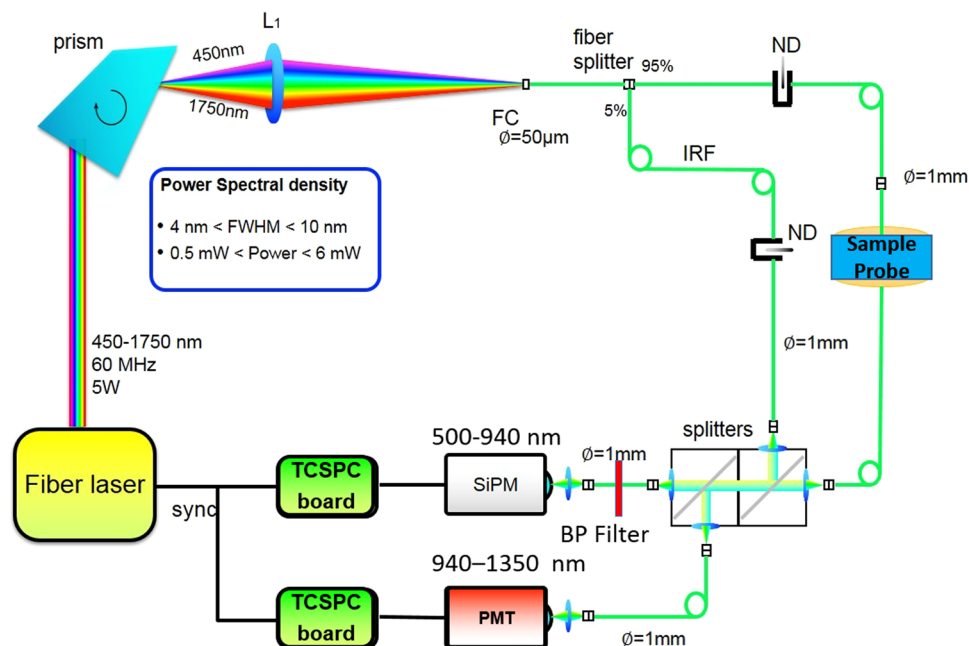 prism
L1
450nm
1750nm
FC
Ø=50µm
fiber
splitter
95%
5%
ND
IRF
Ø=1mm
ND
Sample
Probe
Power Spectral density
• 4 nm < FWHM < 10 nm
• 0.5 mW < Power < 6 mW
450-1750 nm
60 MHz
5W
Ø=1mm
Fiber laser
sync
TCSPC
board
500-940 nm
SiPM
Ø=1mm
BP Filter
splitters
TCSPC
board
940–1350 nm
PMT
Ø=1mm